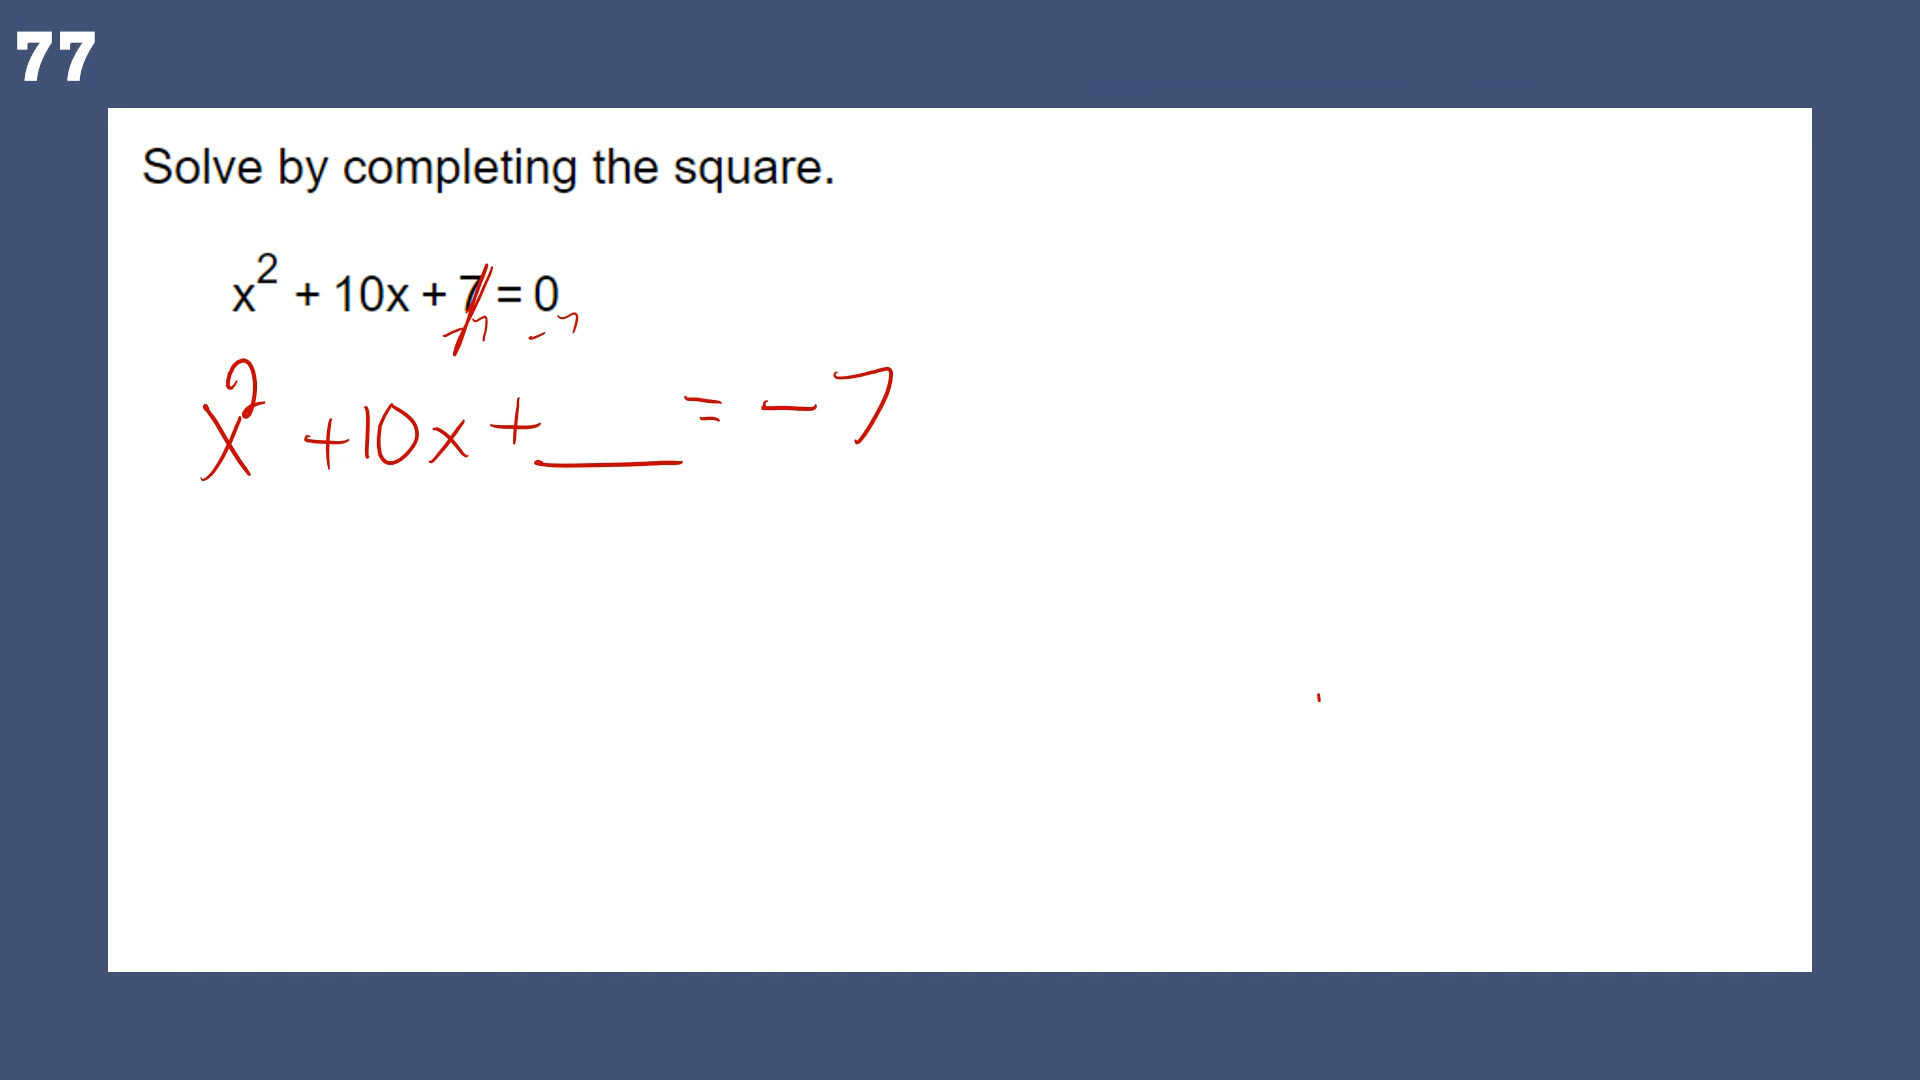 77
Solve by completing the square.
x² + 10x + 7 = 0
-7 -7
x² + 10x + ___ = -7